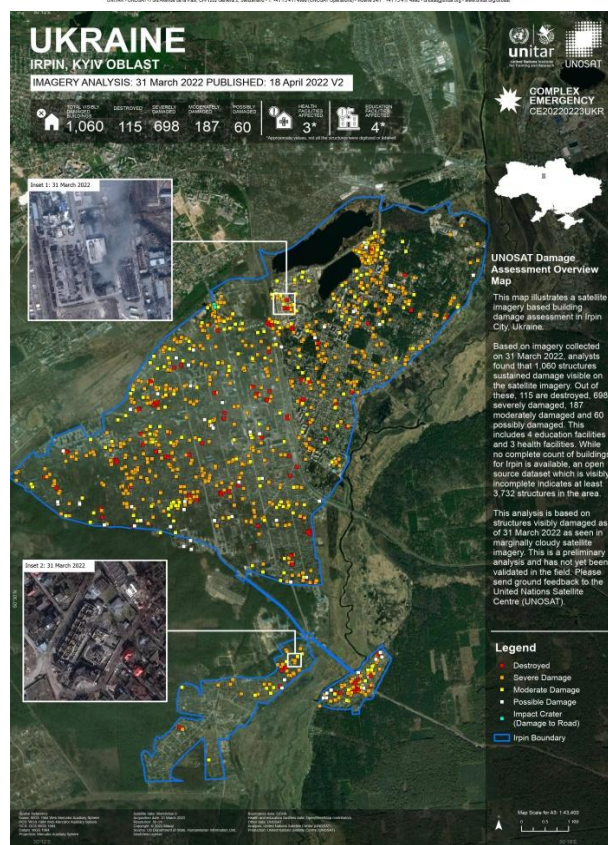 UKRAINE
IRPIN, KYIV OBLAST
IMAGERY ANALYSIS: 31 March 2022 PUBLISHED: 18 April 2022 V2
TOTAL VISIBLY DAMAGED BUILDINGS
1,060
DESTROYED
115
SEVERELY DAMAGED
698
MODERATELY DAMAGED
187
POSSIBLY DAMAGED
60
HEALTH FACILITIES AFFECTED
3*
EDUCATION FACILITIES AFFECTED
4*
unitar
UNOSAT
COMPLEX
EMERGENCY
CE20220223UKR
Inset 1: 31 March 2022
UNOSAT Damage
Assessment Overview
Map
This map illustrates a satellite
imagery based building
damage assessment in Irpin
City, Ukraine.
Based on imagery collected
on 31 March 2022, analysts
found that 1,060 structures
sustained damage visible on
the satellite imagery. Out of
these, 115 are destroyed, 698
severely damaged, 187
moderately damaged and 60
possibly damaged. This
includes 4 education facilities
and 3 health facilities. While
no complete count of buildings
for Irpin is available, an open
source dataset which is visibly
incomplete indicates at least
3,732 structures in the area.
This analysis is based on
structures visibly damaged as
of 31 March 2022 as seen in
marginally cloudy satellite
imagery. This is a preliminary
analysis and has not yet been
validated in the field. Please
send ground feedback to the
United Nations Satellite
Centre (UNOSAT).
Inset 2: 31 March 2022
Legend
Destroyed
Severe Damage
Moderate Damage
Possible Damage
Impact Crater
(Damage to Road)
Irpin Boundary
Map Scale for A3: 1:43,402